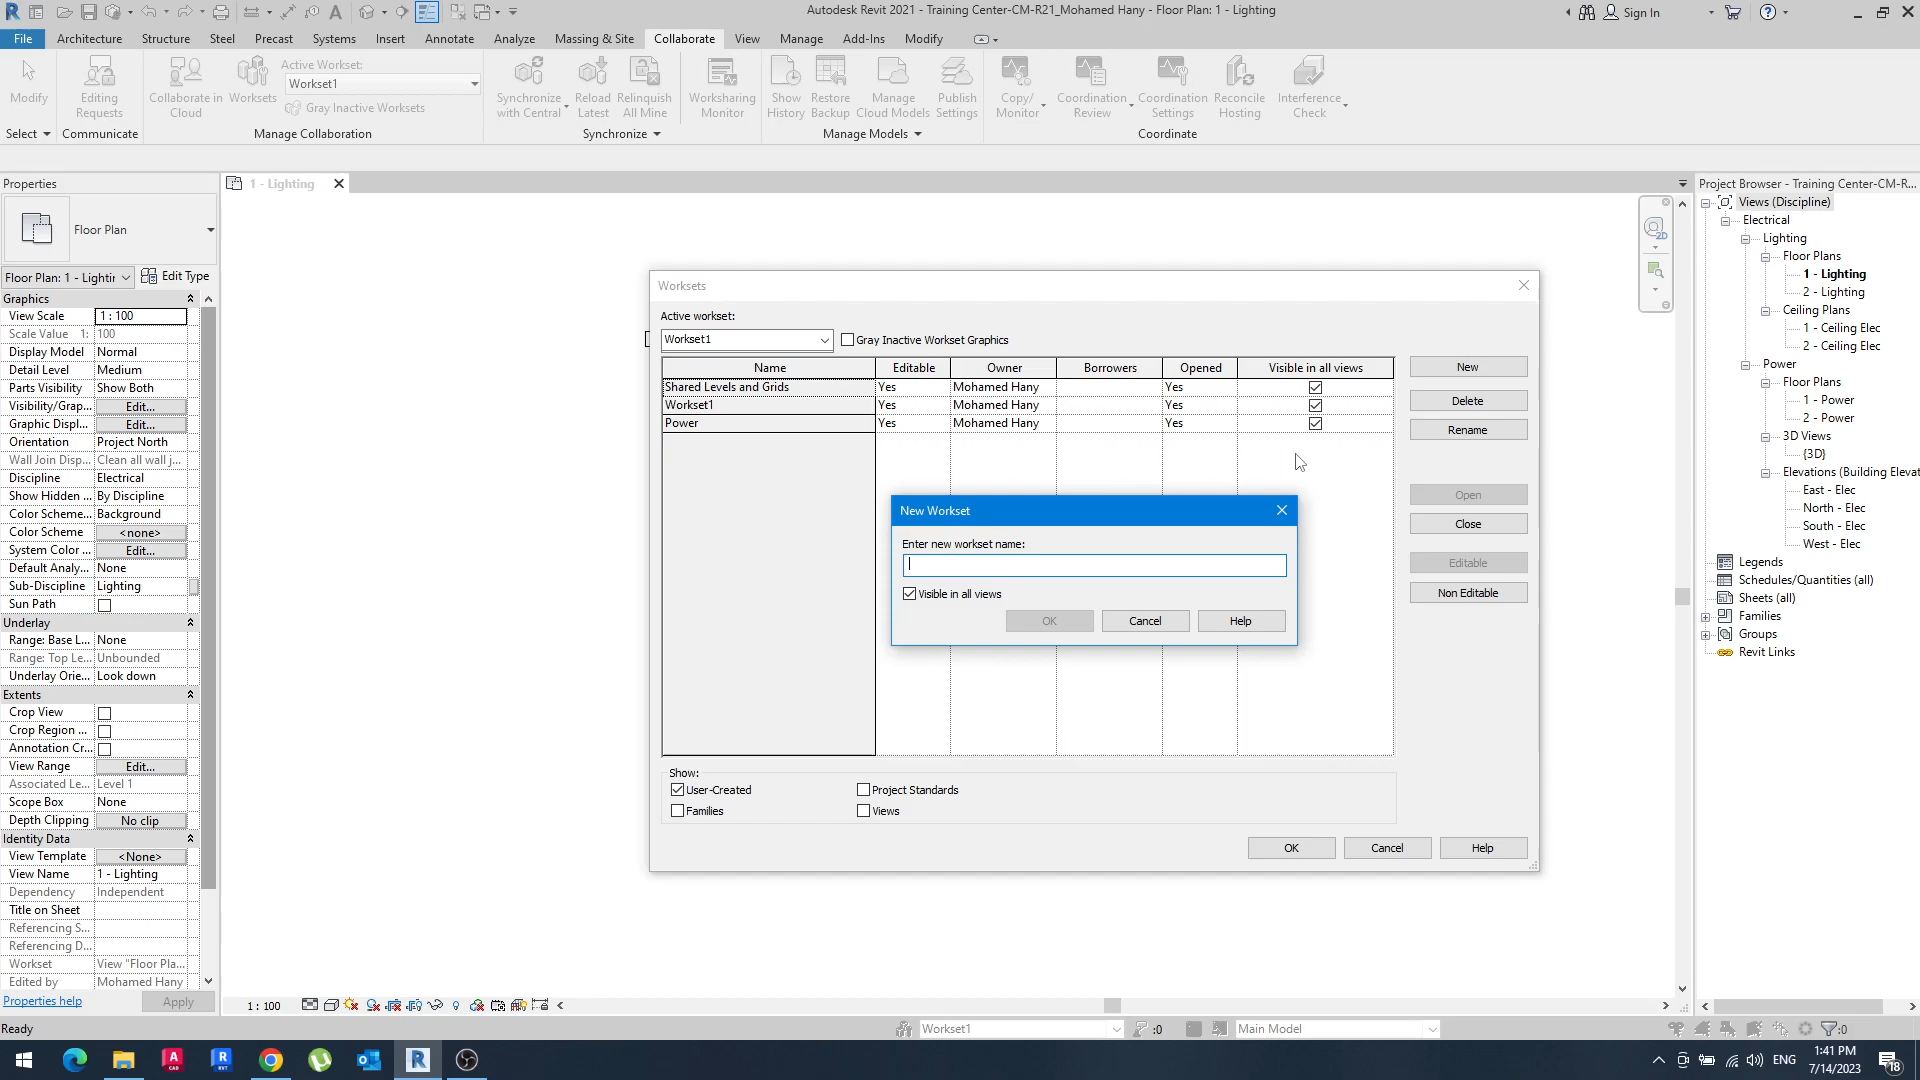 Autodesk Revit 2021 - Training Center-CM-R21_Mohamed Hany - Floor Plan: 1 - Lighting
Sign In
File Architecture Structure Steel Precast Systems Insert Annotate Analyze Massing & Site Collaborate View Manage Add-Ins Modify
Active Workset:
Workset1
Gray Inactive Worksets
Modify
Editing Requests
Collaborate in Cloud
Worksets
Synchronize with Central
Reload Latest
Relinquish All Mine
Worksharing Monitor
Show History
Restore Backup
Manage Cloud Models
Publish Settings
Copy/ Monitor
Coordination Review
Coordination Settings
Reconcile Hosting
Interference Check
Select Communicate Manage Collaboration Synchronize Manage Models Coordinate
Properties
Floor Plan
Floor Plan: 1 - Lightir Edit Type
Graphics
View Scale 1 : 100
Scale Value 1: 100
Display Model Normal
Detail Level Medium
Parts Visibility Show Both
Visibility/Grap... Edit...
Graphic Displ... Edit...
Orientation Project North
Wall Join Disp... Clean all wall j...
Discipline Electrical
Show Hidden ... By Discipline
Color Scheme... Background
Color Scheme <none>
System Color ... Edit...
Default Analy... None
Sub-Discipline Lighting
Sun Path
Underlay
Range: Base L... None
Range: Top Le... Unbounded
Underlay Orie... Look down
Extents
Crop View
Crop Region ...
Annotation Cr...
View Range Edit...
Associated Le... Level 1
Scope Box None
Depth Clipping No clip
Identity Data
View Template <None>
View Name 1 - Lighting
Dependency Independent
Title on Sheet
Referencing S...
Referencing D...
Workset View "Floor Pla...
Edited by Mohamed Hany
Properties help Apply
1 - Lighting
Worksets
Active workset:
Workset1 Gray Inactive Workset Graphics
Name Editable Owner Borrowers Opened Visible in all views
Shared Levels and Grids Yes Mohamed Hany Yes
Workset1 Yes Mohamed Hany Yes
Power Yes Mohamed Hany Yes
New
Delete
Rename
Open
Close
Editable
Non Editable
New Workset
Enter new workset name:
Visible in all views
OK Cancel Help
Show:
User-Created Project Standards
Families Views
OK Cancel Help
2D
Project Browser - Training Center-CM-R...
Views (Discipline)
Electrical
Lighting
Floor Plans
1 - Lighting
2 - Lighting
Ceiling Plans
1 - Ceiling Elec
2 - Ceiling Elec
Power
Floor Plans
1 - Power
2 - Power
3D Views
{3D}
Elevations (Building Elevat
East - Elec
North - Elec
South - Elec
West - Elec
Legends
Schedules/Quantities (all)
Sheets (all)
Families
Groups
Revit Links
1 : 100
Ready
Workset1 :0 Main Model :0
ENG
1:41 PM
7/14/2023
18